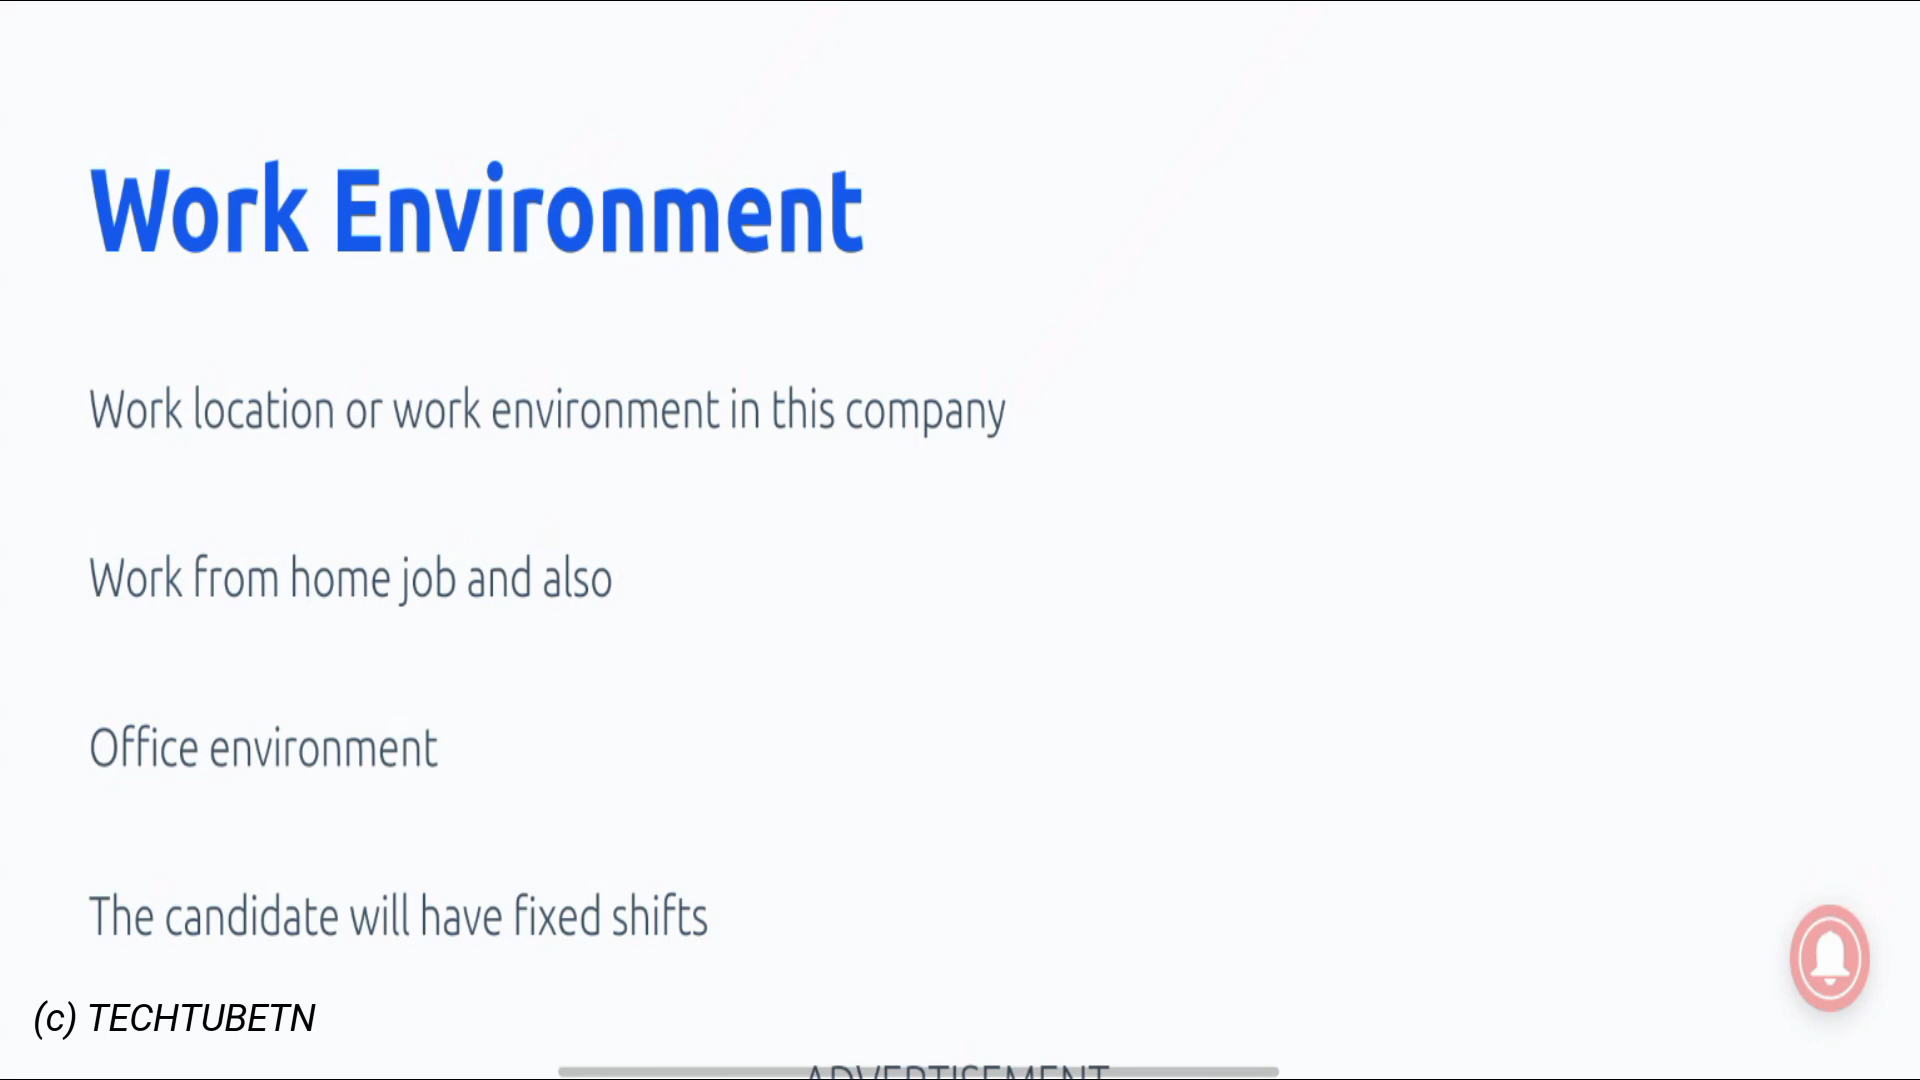 Work Environment
Work location or work environment in this company
Work from home job and also
Office environment
The candidate will have fixed shifts
(c) TECHTUBETN
ADVERTISEMENT